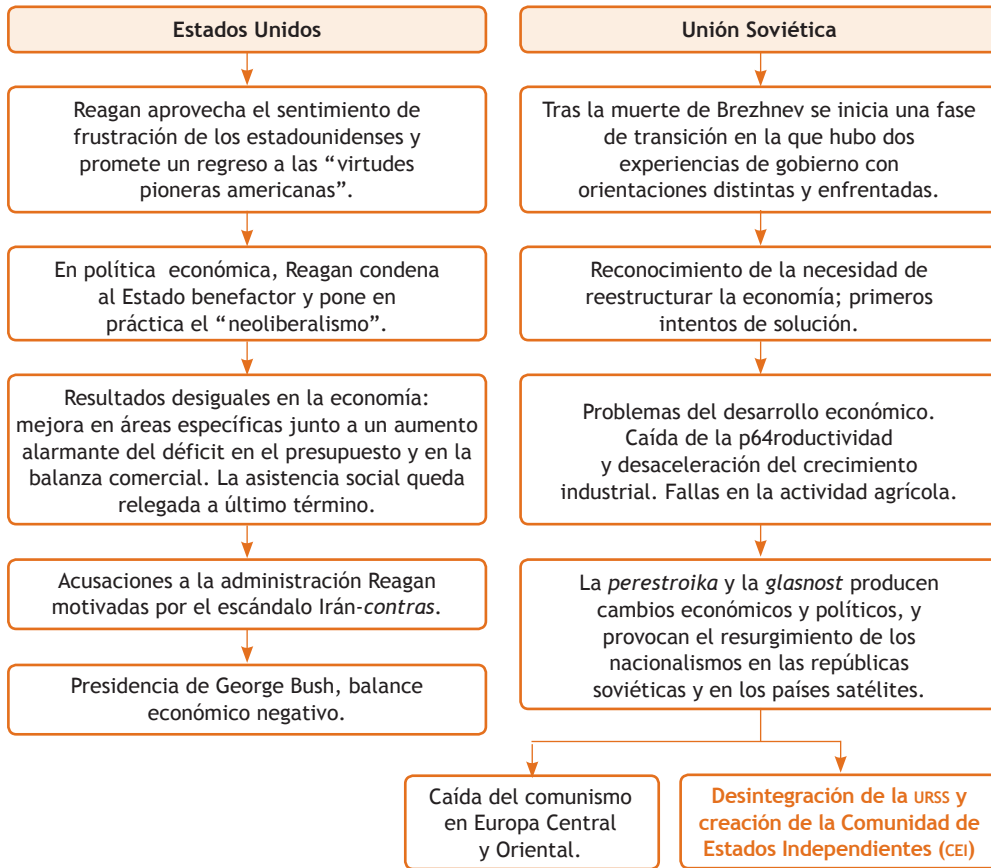 Estados Unidos
Reagan aprovecha el sentimiento de
frustración de los estadounidenses y
promete un regreso a las “virtudes
pioneras americanas”.
En política económica, Reagan condena
al Estado benefactor y pone en
práctica el “neoliberalismo”.
Resultados desiguales en la economía:
mejora en áreas específicas junto a un aumento
alarmante del déficit en el presupuesto y en la
balanza comercial. La asistencia social queda
relegada a último término.
Acusaciones a la administración Reagan
motivadas por el escándalo Irán-contras.
Presidencia de George Bush, balance
económico negativo.
Unión Soviética
Tras la muerte de Brezhnev se inicia una fase
de transición en la que hubo dos
experiencias de gobierno con
orientaciones distintas y enfrentadas.
Reconocimiento de la necesidad de
reestructurar la economía; primeros
intentos de solución.
Problemas del desarrollo económico.
Caída de la p64roductividad
y desaceleración del crecimiento
industrial. Fallas en la actividad agrícola.
La perestroika y la glasnost producen
cambios económicos y políticos, y
provocan el resurgimiento de los
nacionalismos en las repúblicas
soviéticas y en los países satélites.
Caída del comunismo
en Europa Central
y Oriental.
Desintegración de la URSS y
creación de la Comunidad de
Estados Independientes (CEI)